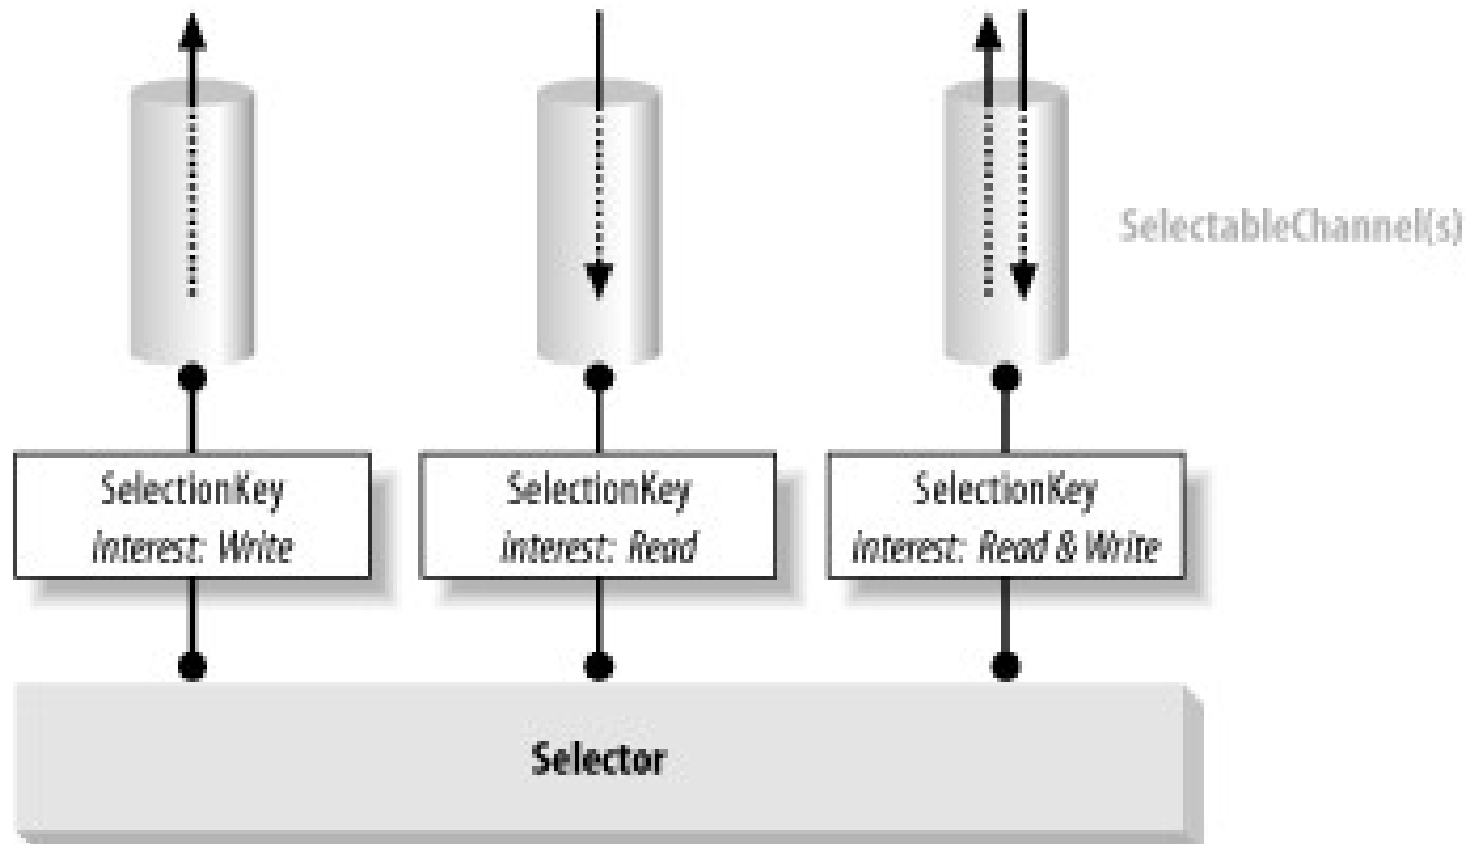 SelectableChannel(s)
SelectionKey
interest: Write
SelectionKey
interest: Read
SelectionKey
interest: Read & Write
Selector